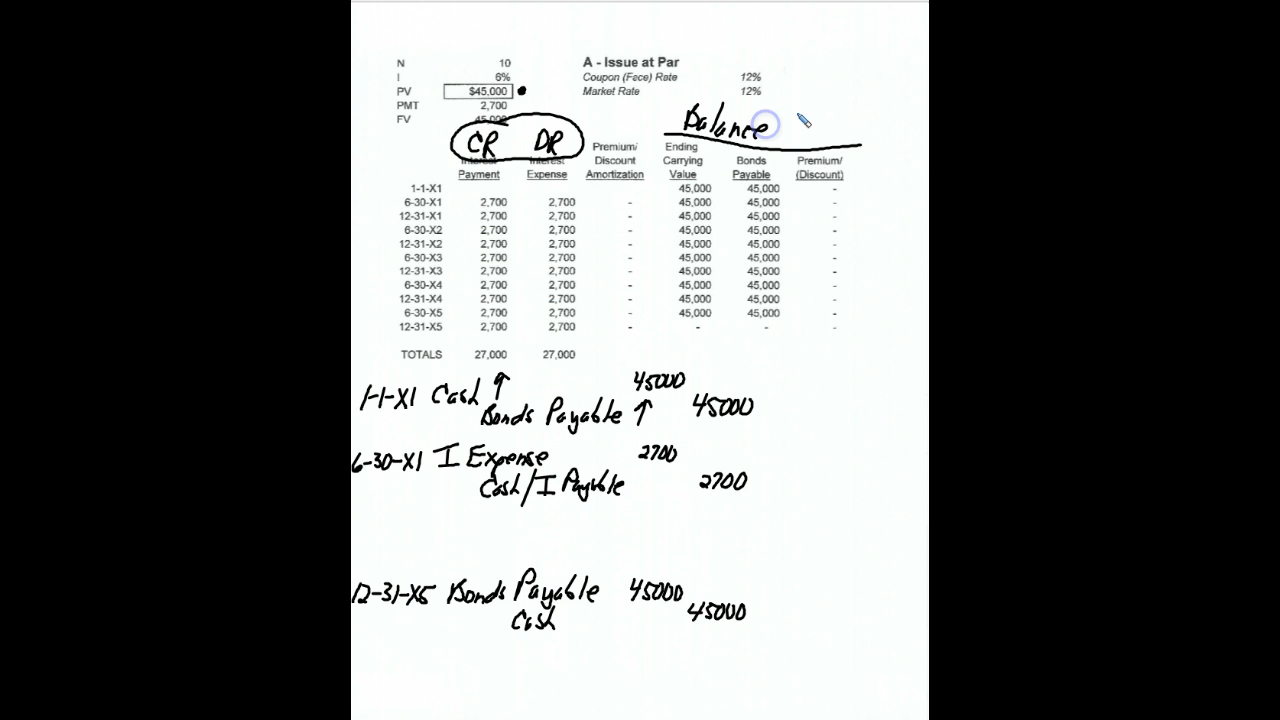 N 10 A - Issue at Par
I 6% Coupon (Face) Rate 12%
PV $45,000 Market Rate 12%
PMT 2,700
FV 45,000
Balance
CR DR
Premium/ Ending
Interest Interest Discount Carrying Bonds Premium/
Payment Expense Amortization Value Payable (Discount)
1-1-X1 45,000 45,000 -
6-30-X1 2,700 2,700 - 45,000 45,000 -
12-31-X1 2,700 2,700 - 45,000 45,000 -
6-30-X2 2,700 2,700 - 45,000 45,000 -
12-31-X2 2,700 2,700 - 45,000 45,000 -
6-30-X3 2,700 2,700 - 45,000 45,000 -
12-31-X3 2,700 2,700 - 45,000 45,000 -
6-30-X4 2,700 2,700 - 45,000 45,000 -
12-31-X4 2,700 2,700 - 45,000 45,000 -
6-30-X5 2,700 2,700 - 45,000 45,000 -
12-31-X5 2,700 2,700 - - - -
TOTALS 27,000 27,000
1-1-X1 Cash ↑ 45000
Bonds Payable ↑ 45000
6-30-X1 I Expense 2700
Cash/I Payable 2700
12-31-X5 Bonds Payable 45000
Cash 45000